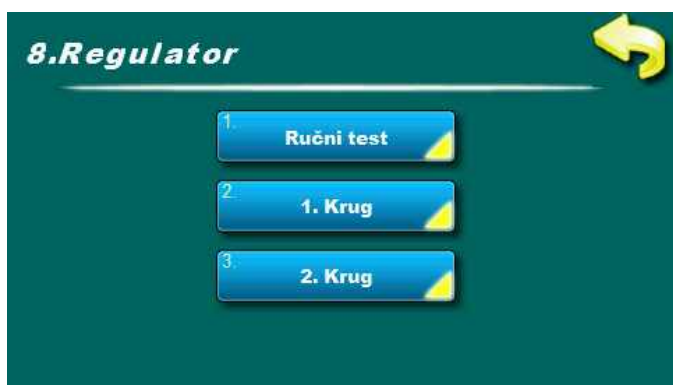 8.Regulator
1.
Ručni test
2.
1. Krug
3.
2. Krug